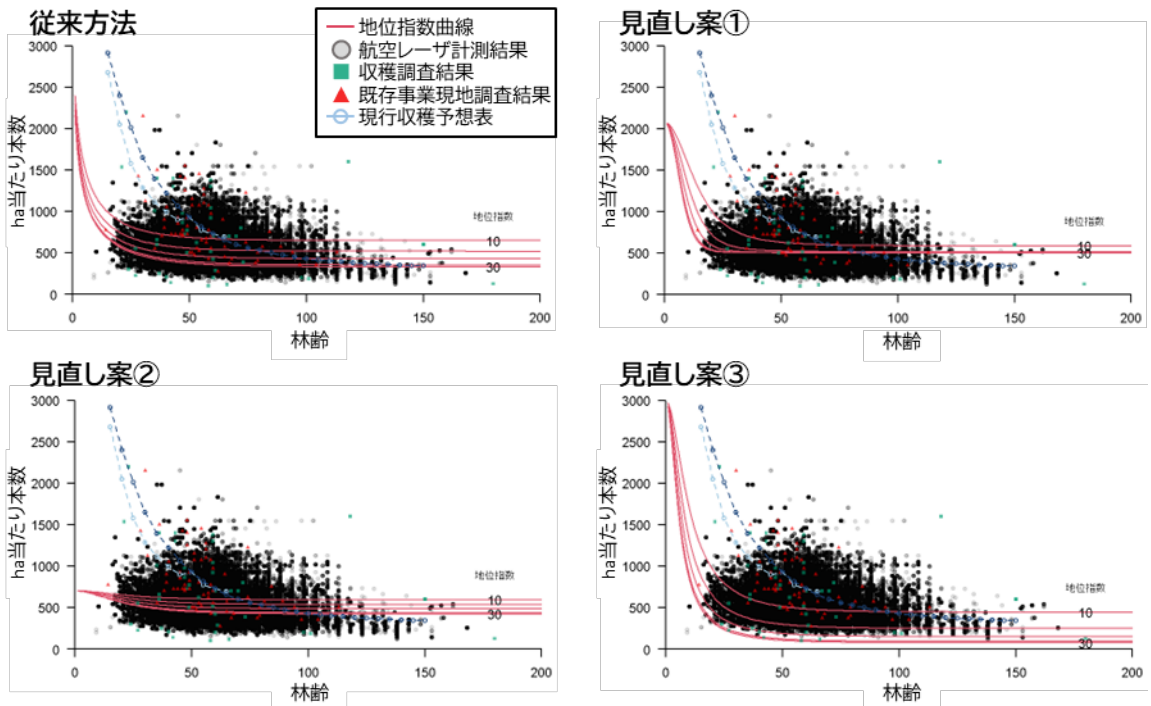 従来方法
地位指数曲線
航空レーザ計測結果
収穫調査結果
既存事業現地調査結果
現行収穫予想表
ha当たり本数
3000
2500
2000
1500
1000
500
0
地位指数
10
30
0 50 100 150 200
林齢
見直し案①
ha当たり本数
3000
2500
2000
1500
1000
500
0
地位指数
10
30
0 50 100 150 200
林齢
見直し案②
ha当たり本数
3000
2500
2000
1500
1000
500
0
地位指数
10
30
0 50 100 150 200
林齢
見直し案③
ha当たり本数
3000
2500
2000
1500
1000
500
0
地位指数
10
30
0 50 100 150 200
林齢